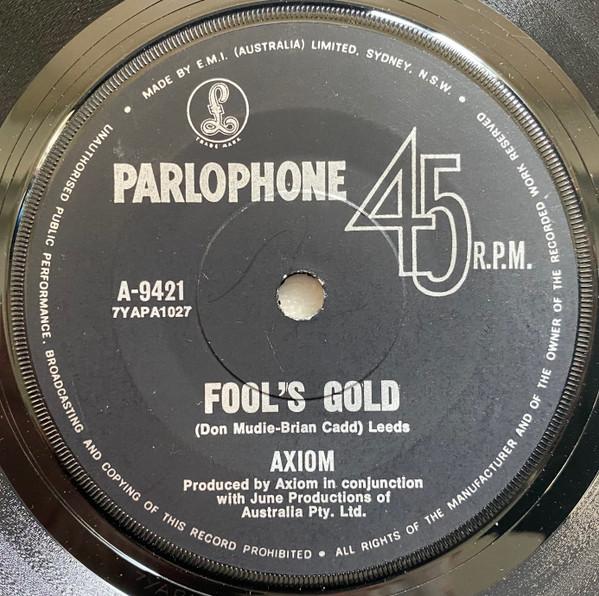 MADE BY E.M.I. (AUSTRALIA) LIMITED, SYDNEY, N.S.W. •
UNAUTHORISED PUBLIC PERFORMANCE, BROADCASTING AND COPYING OF THIS RECORD PROHIBITED • ALL RIGHTS OF THE MANUFACTURER AND OF THE OWNER OF THE RECORDED WORK RESERVED •
£
TRADE MARK
PARLOPHONE
45 R.P.M.
A-9421
7YAPA1027
FOOL'S GOLD
(Don Mudie-Brian Cadd) Leeds
AXIOM
Produced by Axiom in conjunction
with June Productions of
Australia Pty. Ltd.